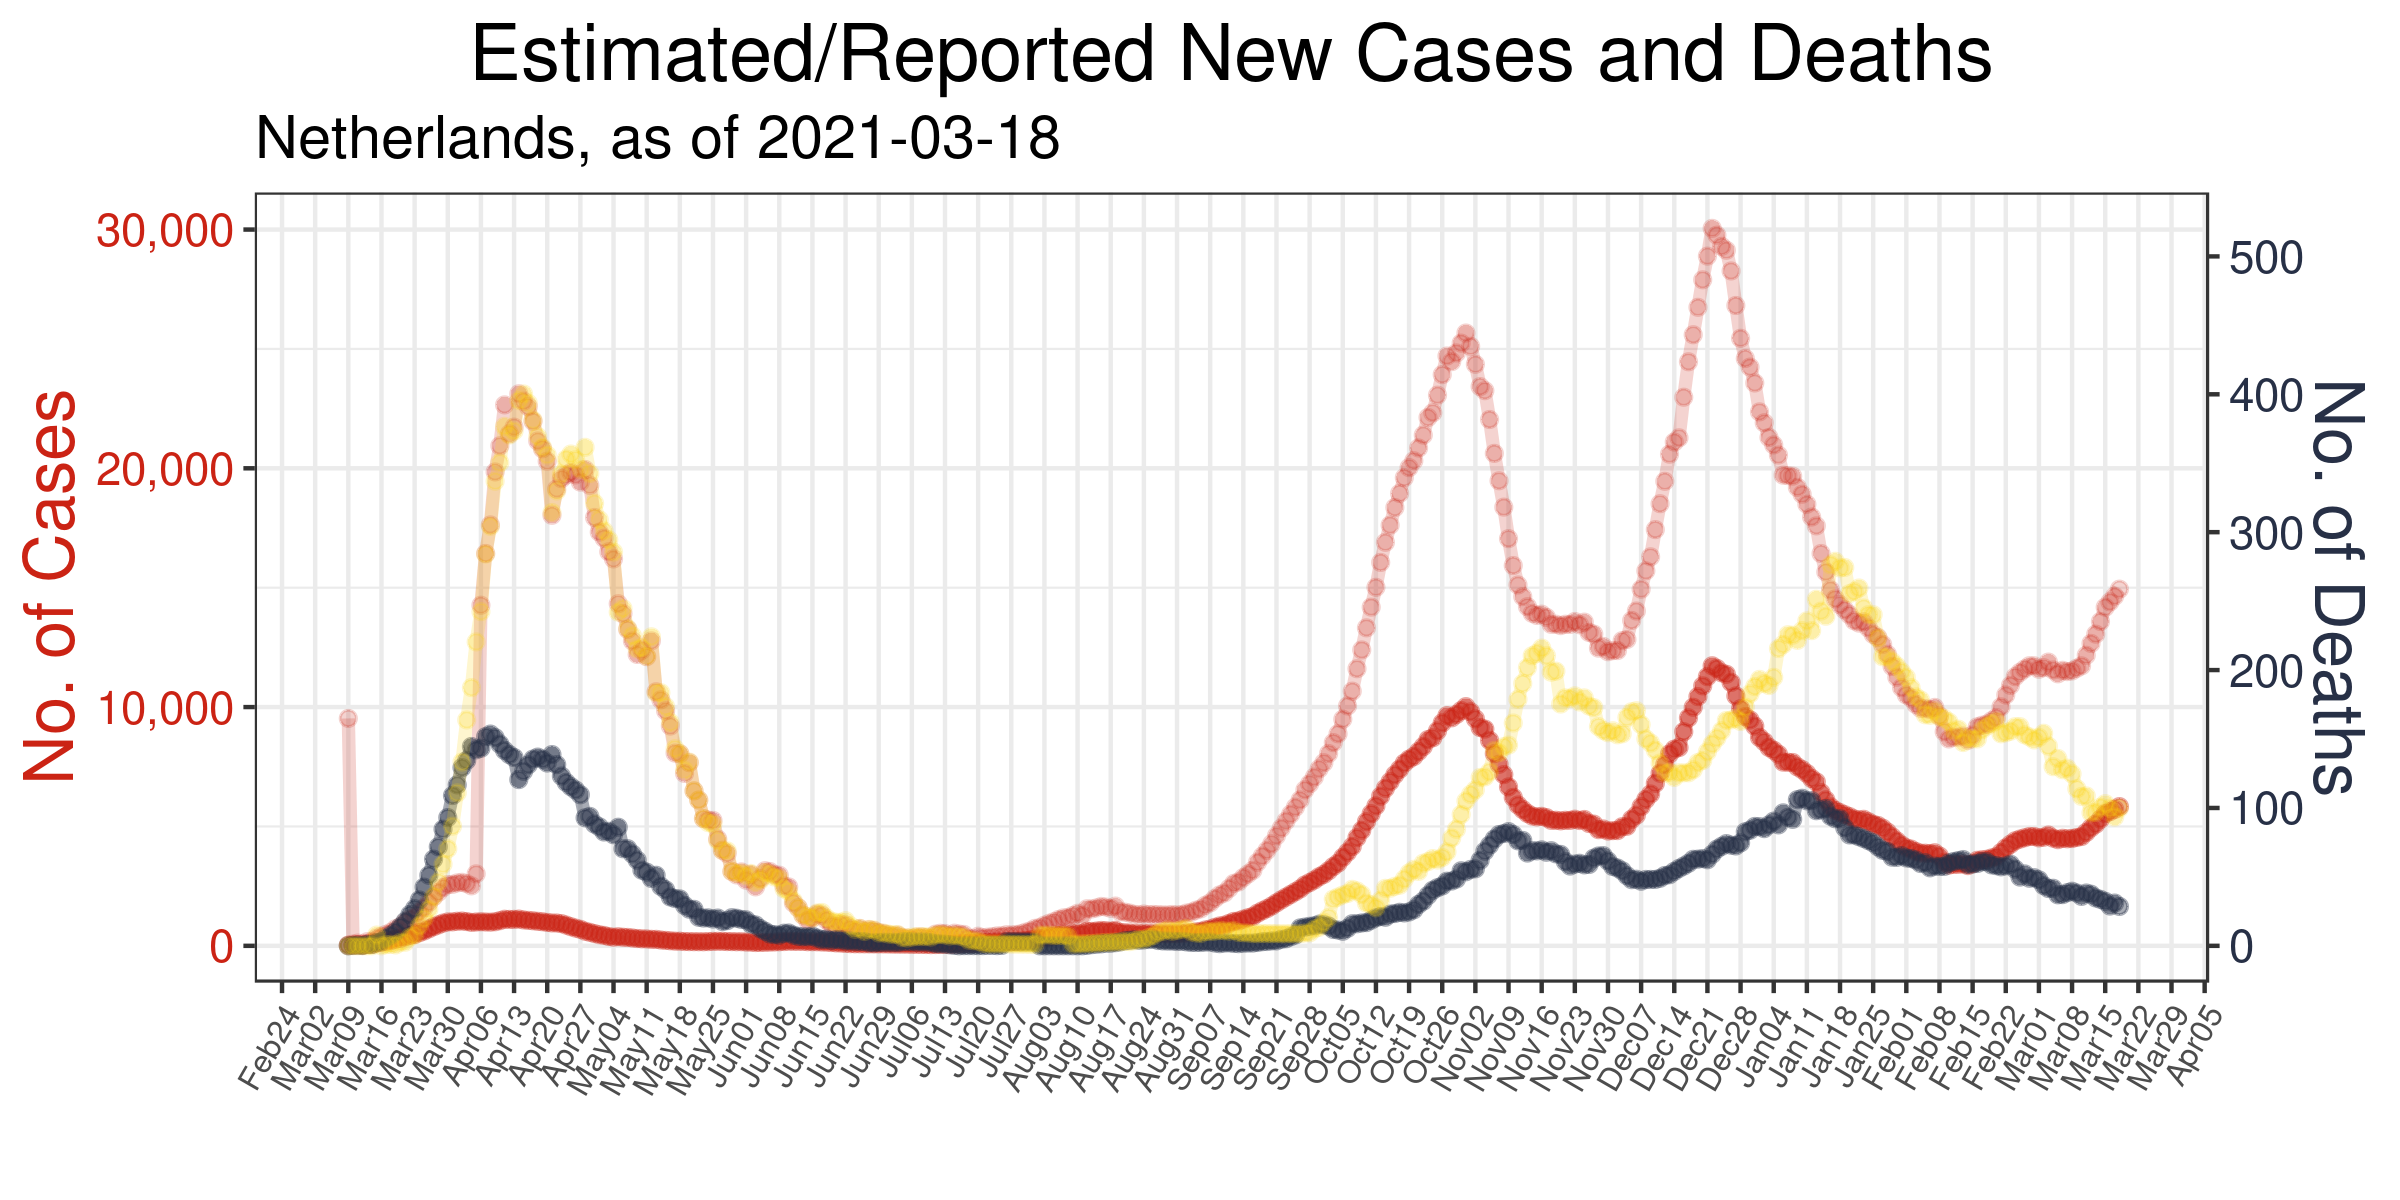 Estimated/Reported New Cases and Deaths
Netherlands, as of 2021-03-18
No. of Cases
30,000
20,000
10,000
0
500
400
300
200
100
0
No. of Deaths
Feb24
Mar02
Mar09
Mar16
Mar23
Mar30
Apr06
Apr13
Apr20
Apr27
May04
May11
May18
May25
Jun01
Jun08
Jun15
Jun22
Jun29
Jul06
Jul13
Jul20
Jul27
Aug03
Aug10
Aug17
Aug24
Aug31
Sep07
Sep14
Sep21
Sep28
Oct05
Oct12
Oct19
Oct26
Nov02
Nov09
Nov16
Nov23
Nov30
Dec07
Dec14
Dec21
Dec28
Jan04
Jan11
Jan18
Jan25
Feb01
Feb08
Feb15
Feb22
Mar01
Mar08
Mar15
Mar22
Mar29
Apr05